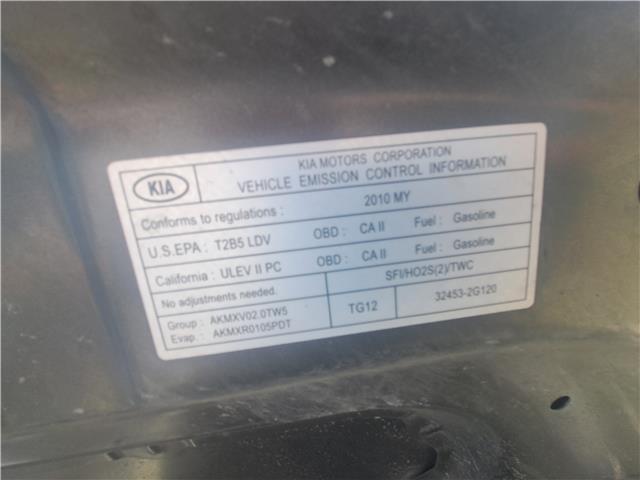 KIA
KIA MOTORS CORPORATION
VEHICLE EMISSION CONTROL INFORMATION
Conforms to regulations : 2010 MY
U.S.EPA : T2B5 LDV OBD : CA II Fuel : Gasoline
California : ULEV II PC OBD : CA II Fuel : Gasoline
No adjustments needed. SFI/HO2S(2)/TWC
Group : AKMXV02.0TW5 TG12 32453-2G120
Evap. : AKMXR0105PDT